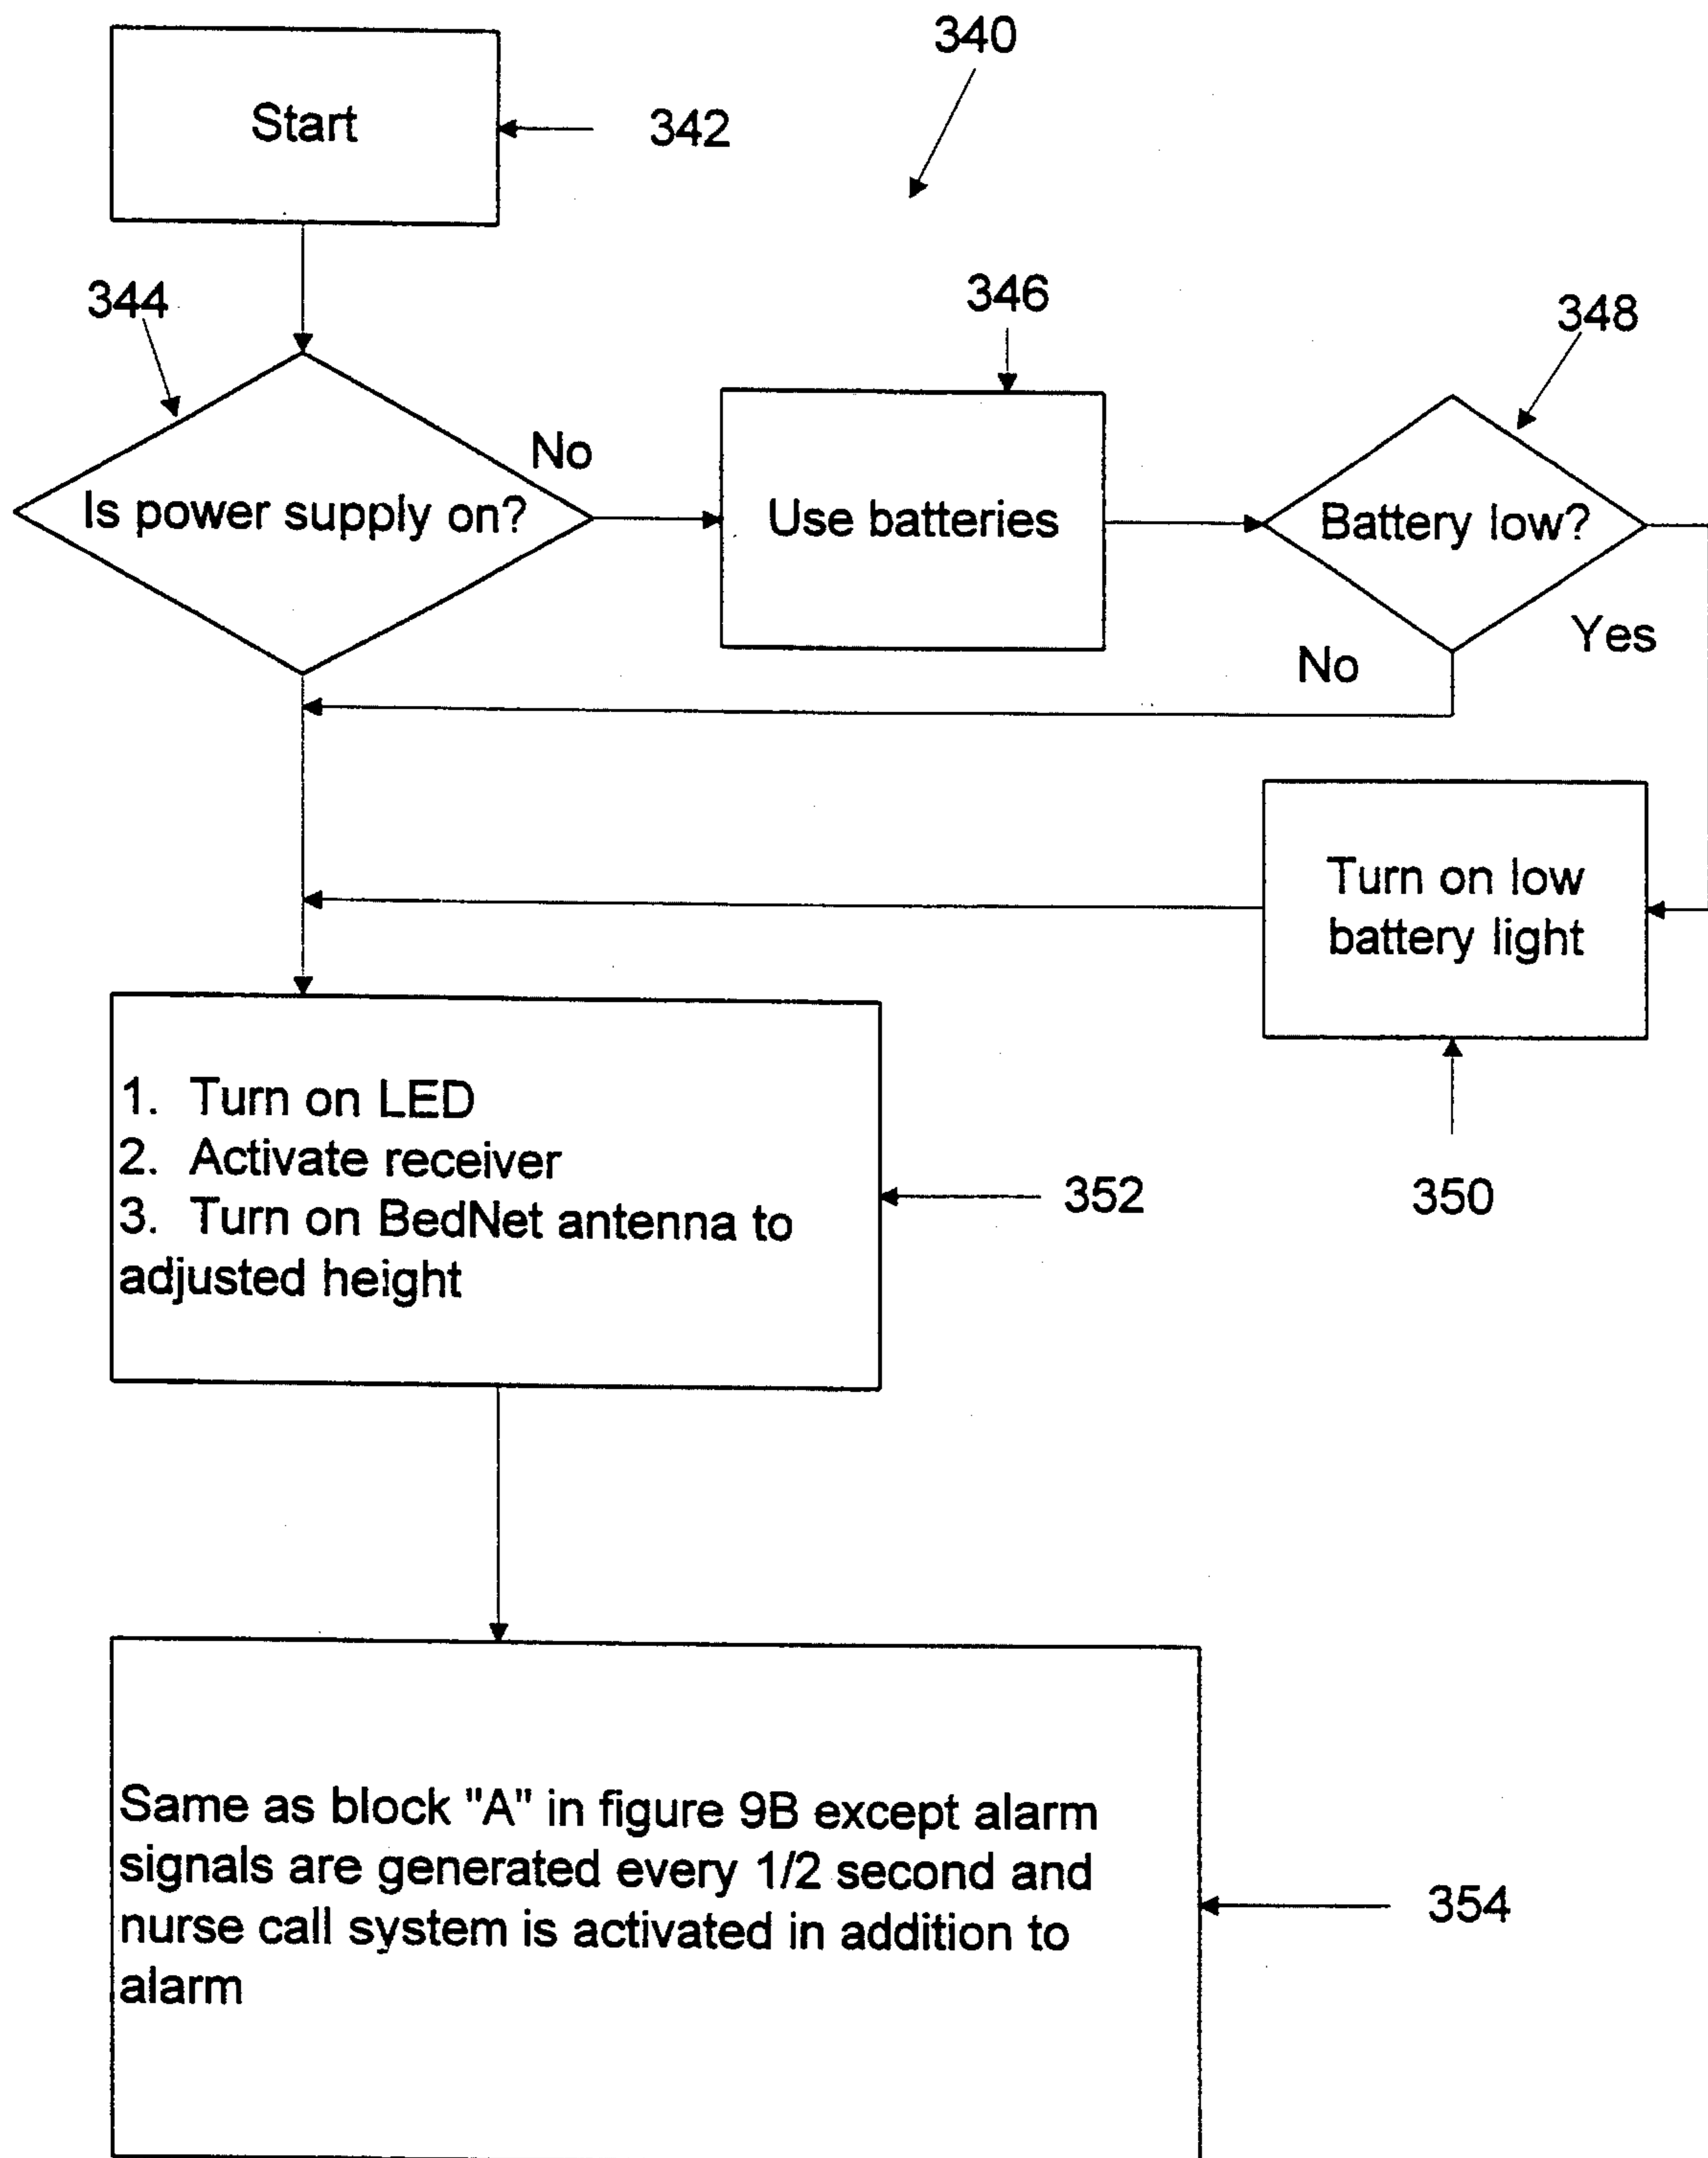 340
Start
342
344
346
348
No
Is power supply on?
Use batteries
Battery low?
Yes
No
Turn on low
battery light
1. Turn on LED
2. Activate receiver
3. Turn on BedNet antenna to
adjusted height
352
350
Same as block "A" in figure 9B except alarm
signals are generated every 1/2 second and
nurse call system is activated in addition to
alarm
354